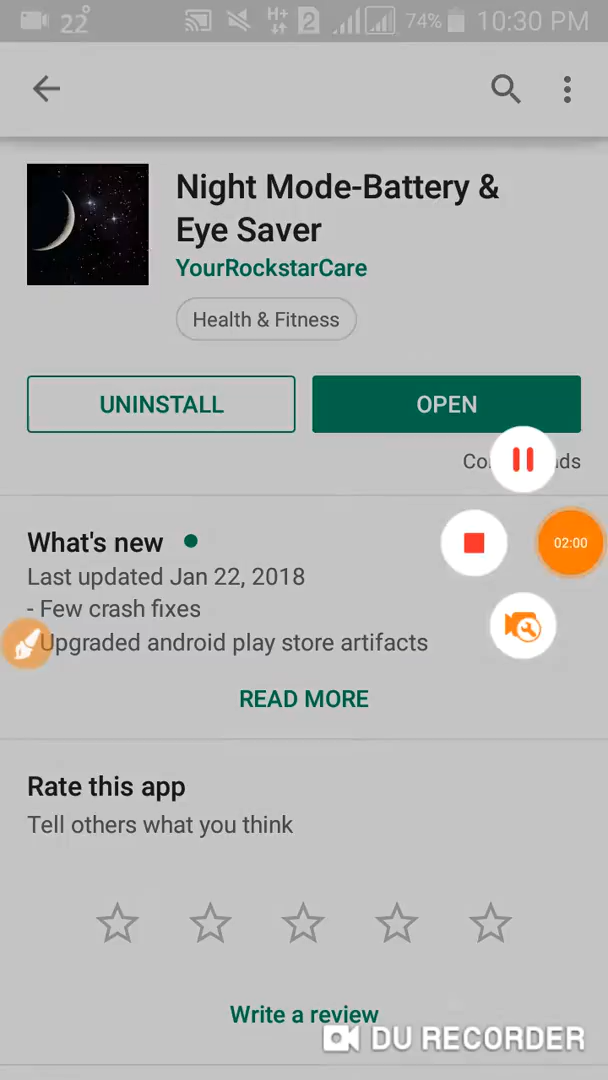 22° H+ 2 74% 10:30 PM
Night Mode-Battery &
Eye Saver
YourRockstarCare
Health & Fitness
UNINSTALL OPEN
What's new
02:00
Last updated Jan 22, 2018
- Few crash fixes
Upgraded android play store artifacts
READ MORE
Rate this app
Tell others what you think
Write a review
DU RECORDER